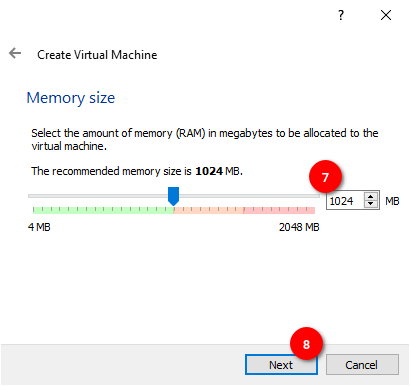 ?
Create Virtual Machine
Memory size
Select the amount of memory (RAM) in megabytes to be allocated to the
virtual machine.
The recommended memory size is 1024 MB.
7
1024 MB
4 MB 2048 MB
8
Next Cancel